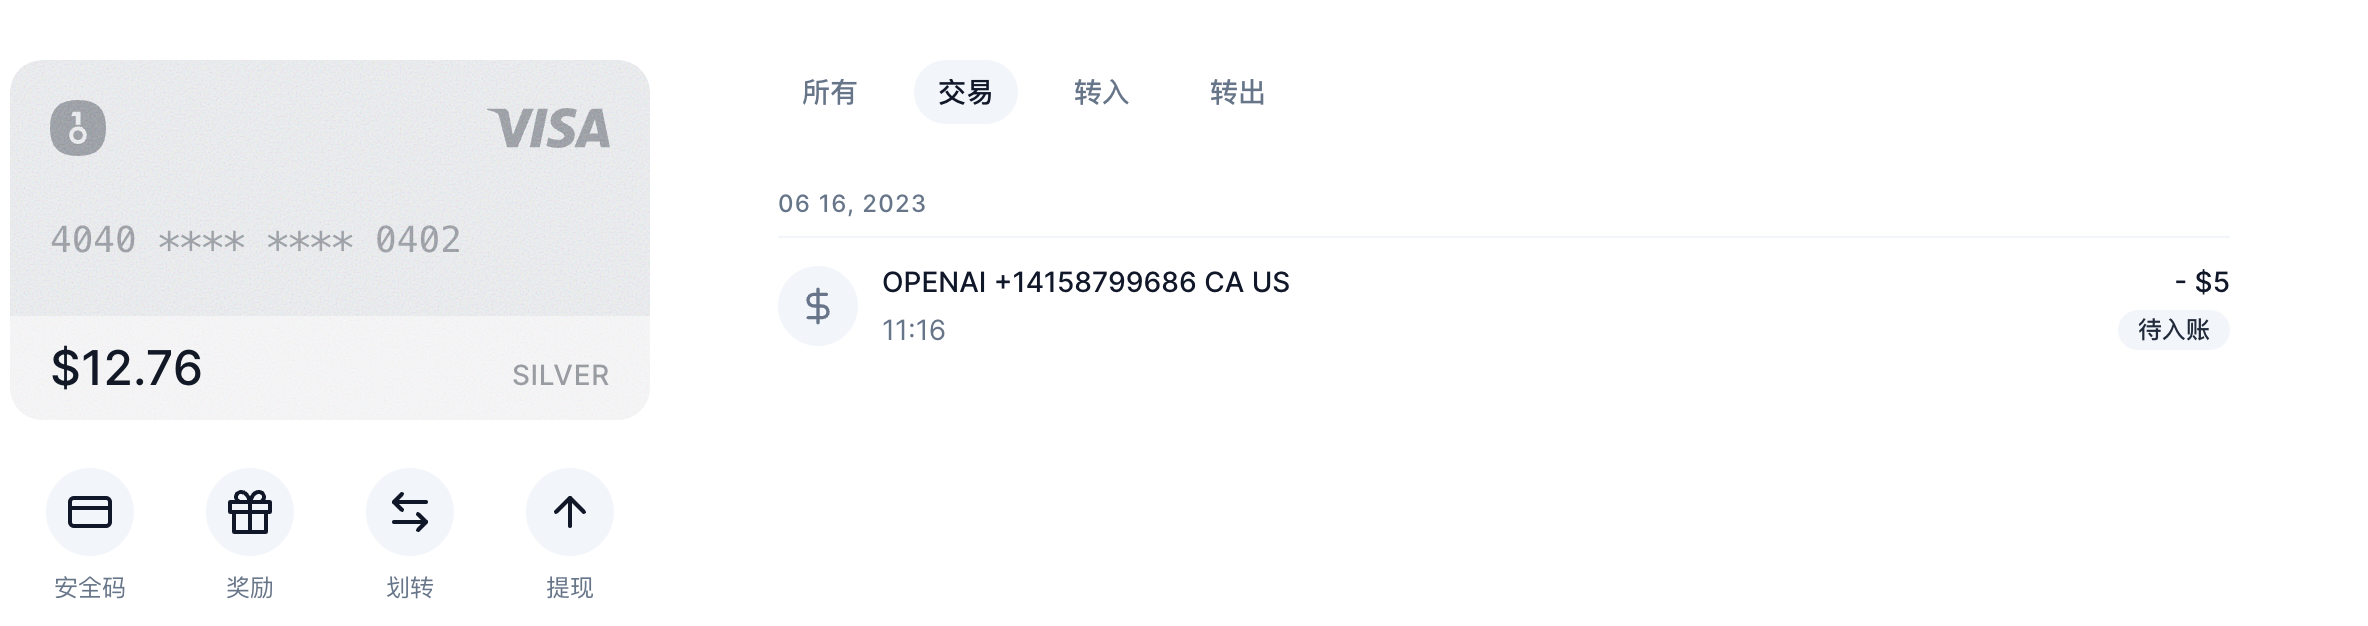 VISA
4040 **** **** 0402
$12.76
SILVER
安全码
奖励
划转
提现
所有
交易
转入
转出
06 16, 2023
OPENAI +14158799686 CA US
- $5
11:16
待入账